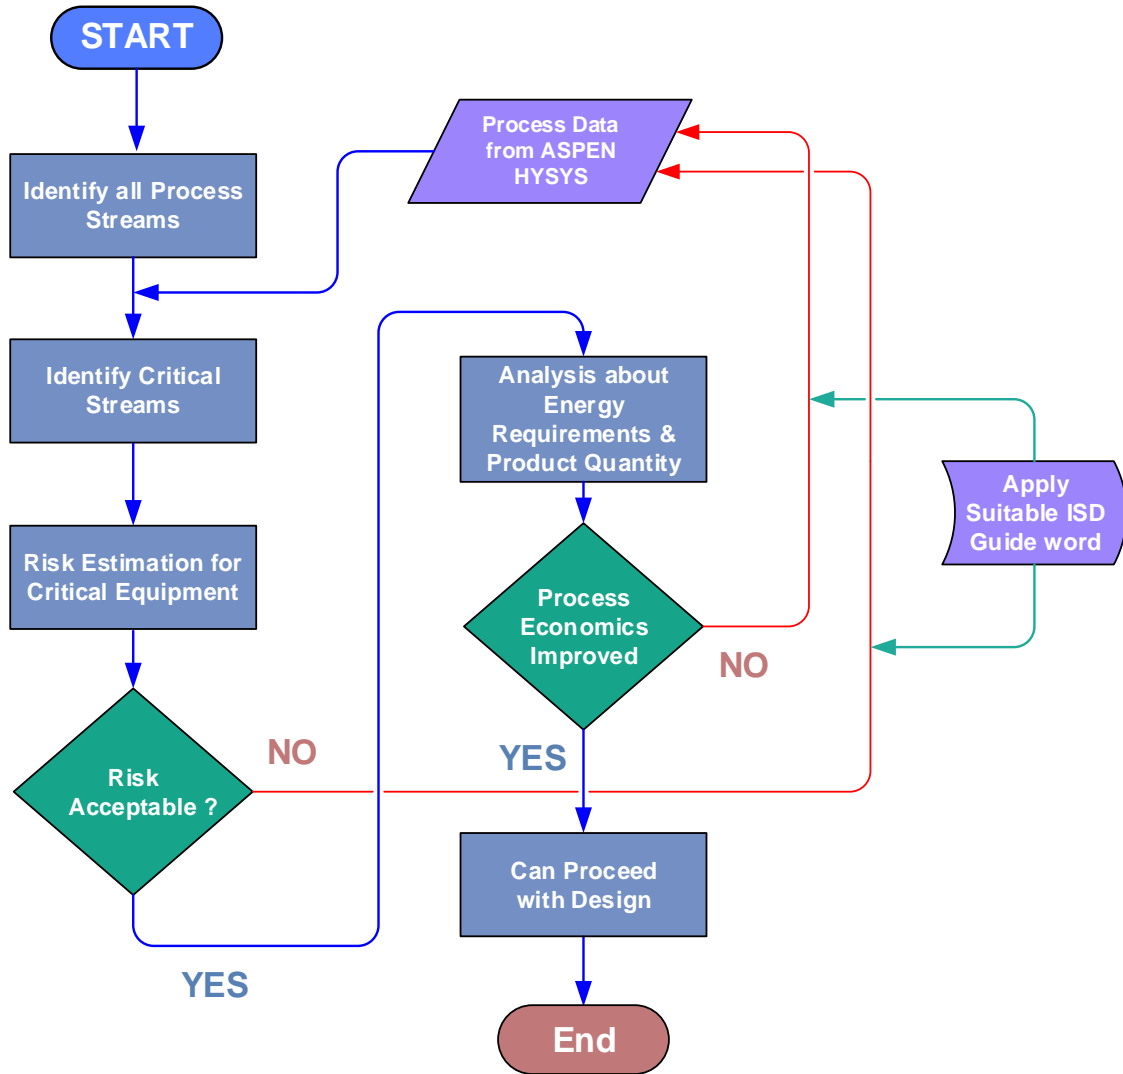 START
Process Data
from ASPEN
HYSYS
Identify all Process
Streams
Identify Critical
Streams
Analysis about
Energy
Requirements &
Product Quantity
Apply
Suitable ISD
Guide word
Risk Estimation for
Critical Equipment
Process
Economics
Improved
NO
YES
NO
Risk
Acceptable ?
Can Proceed
with Design
YES
End